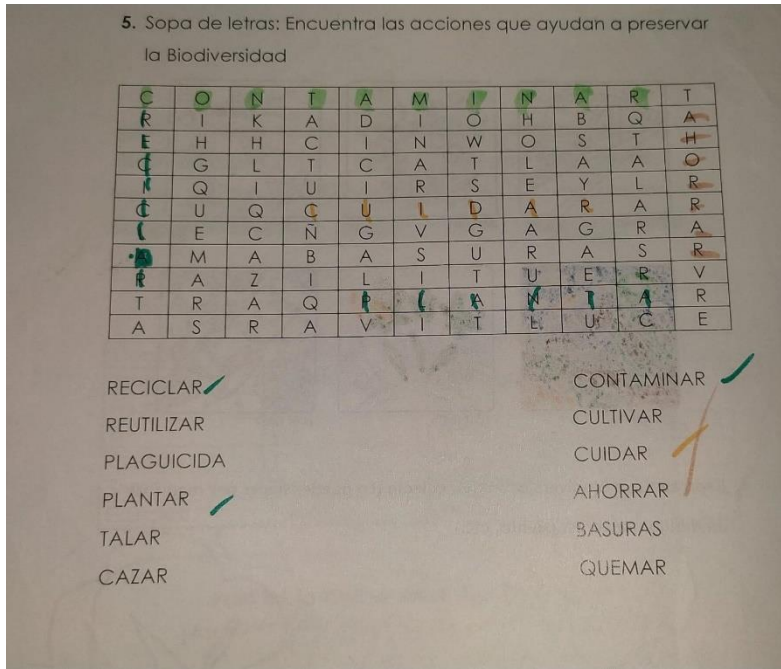 5. Sopa de letras: Encuentra las acciones que ayudan a preservar
la Biodiversidad
C O N T A M I N A R T
R I K A D I O H B Q A
E H H C I N W O S T H
C G L T C A T L A A O
I Q I U I R S E Y L R
C U Q C U I D A R A R
L E C Ñ G V G A G R A
A M A B A S U R A S R
R A Z I L I T U E R V
T R A Q P L A N T A R
A S R A V I T L U C E
RECICLAR
REUTILIZAR
PLAGUICIDA
PLANTAR
TALAR
CAZAR
CONTAMINAR
CULTIVAR
CUIDAR
AHORRAR
BASURAS
QUEMAR